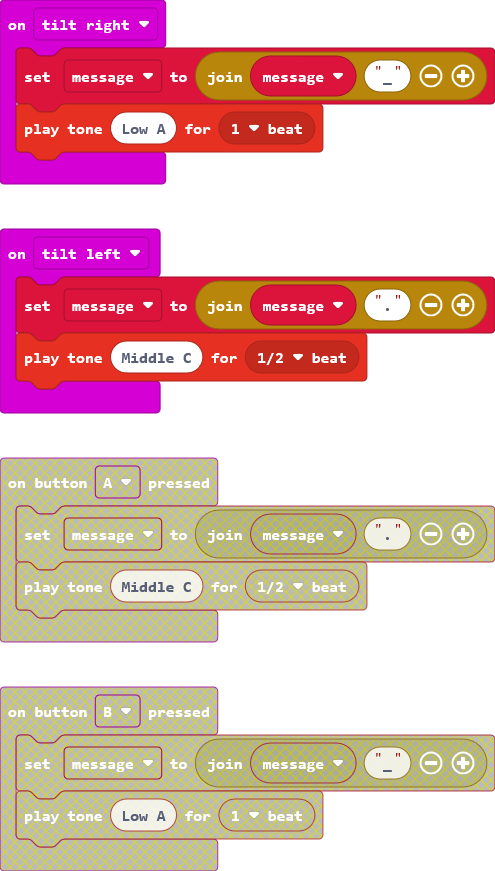 on tilt right
set message to join message "_"
play tone Low A for 1 beat
on tilt left
set message to join message "."
play tone Middle C for 1/2 beat
on button A pressed
set message to join message "."
play tone Middle C for 1/2 beat
on button B pressed
set message to join message "_"
play tone Low A for 1 beat